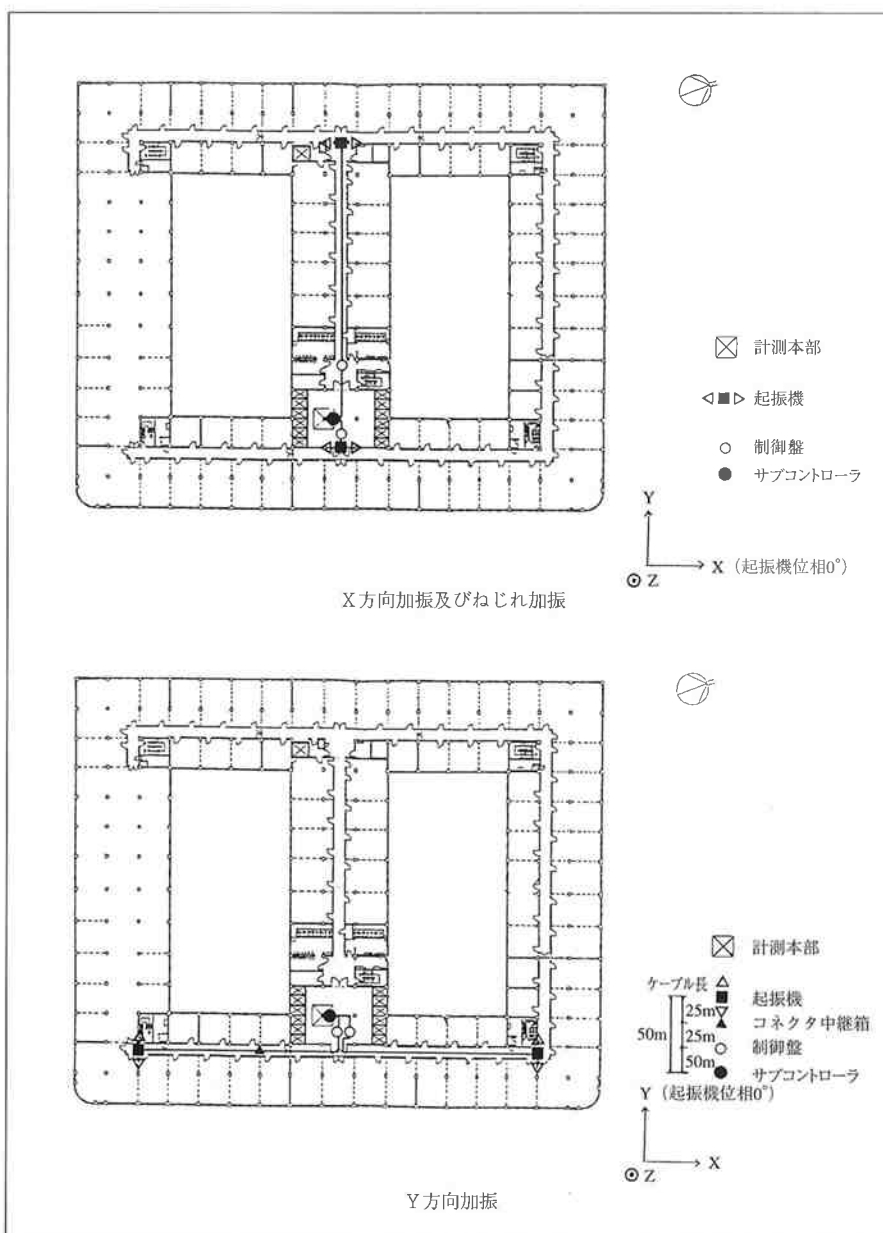 計測本部
起振機
制御盤
サブコントローラ
Y
X (起振機位相0°)
Z
X方向加振及びねじれ加振
計測本部
ケーブル長
起振機
25m
コネクタ中継箱
50m
25m
制御盤
50m
サブコントローラ
Y (起振機位相0°)
X
Z
Y方向加振